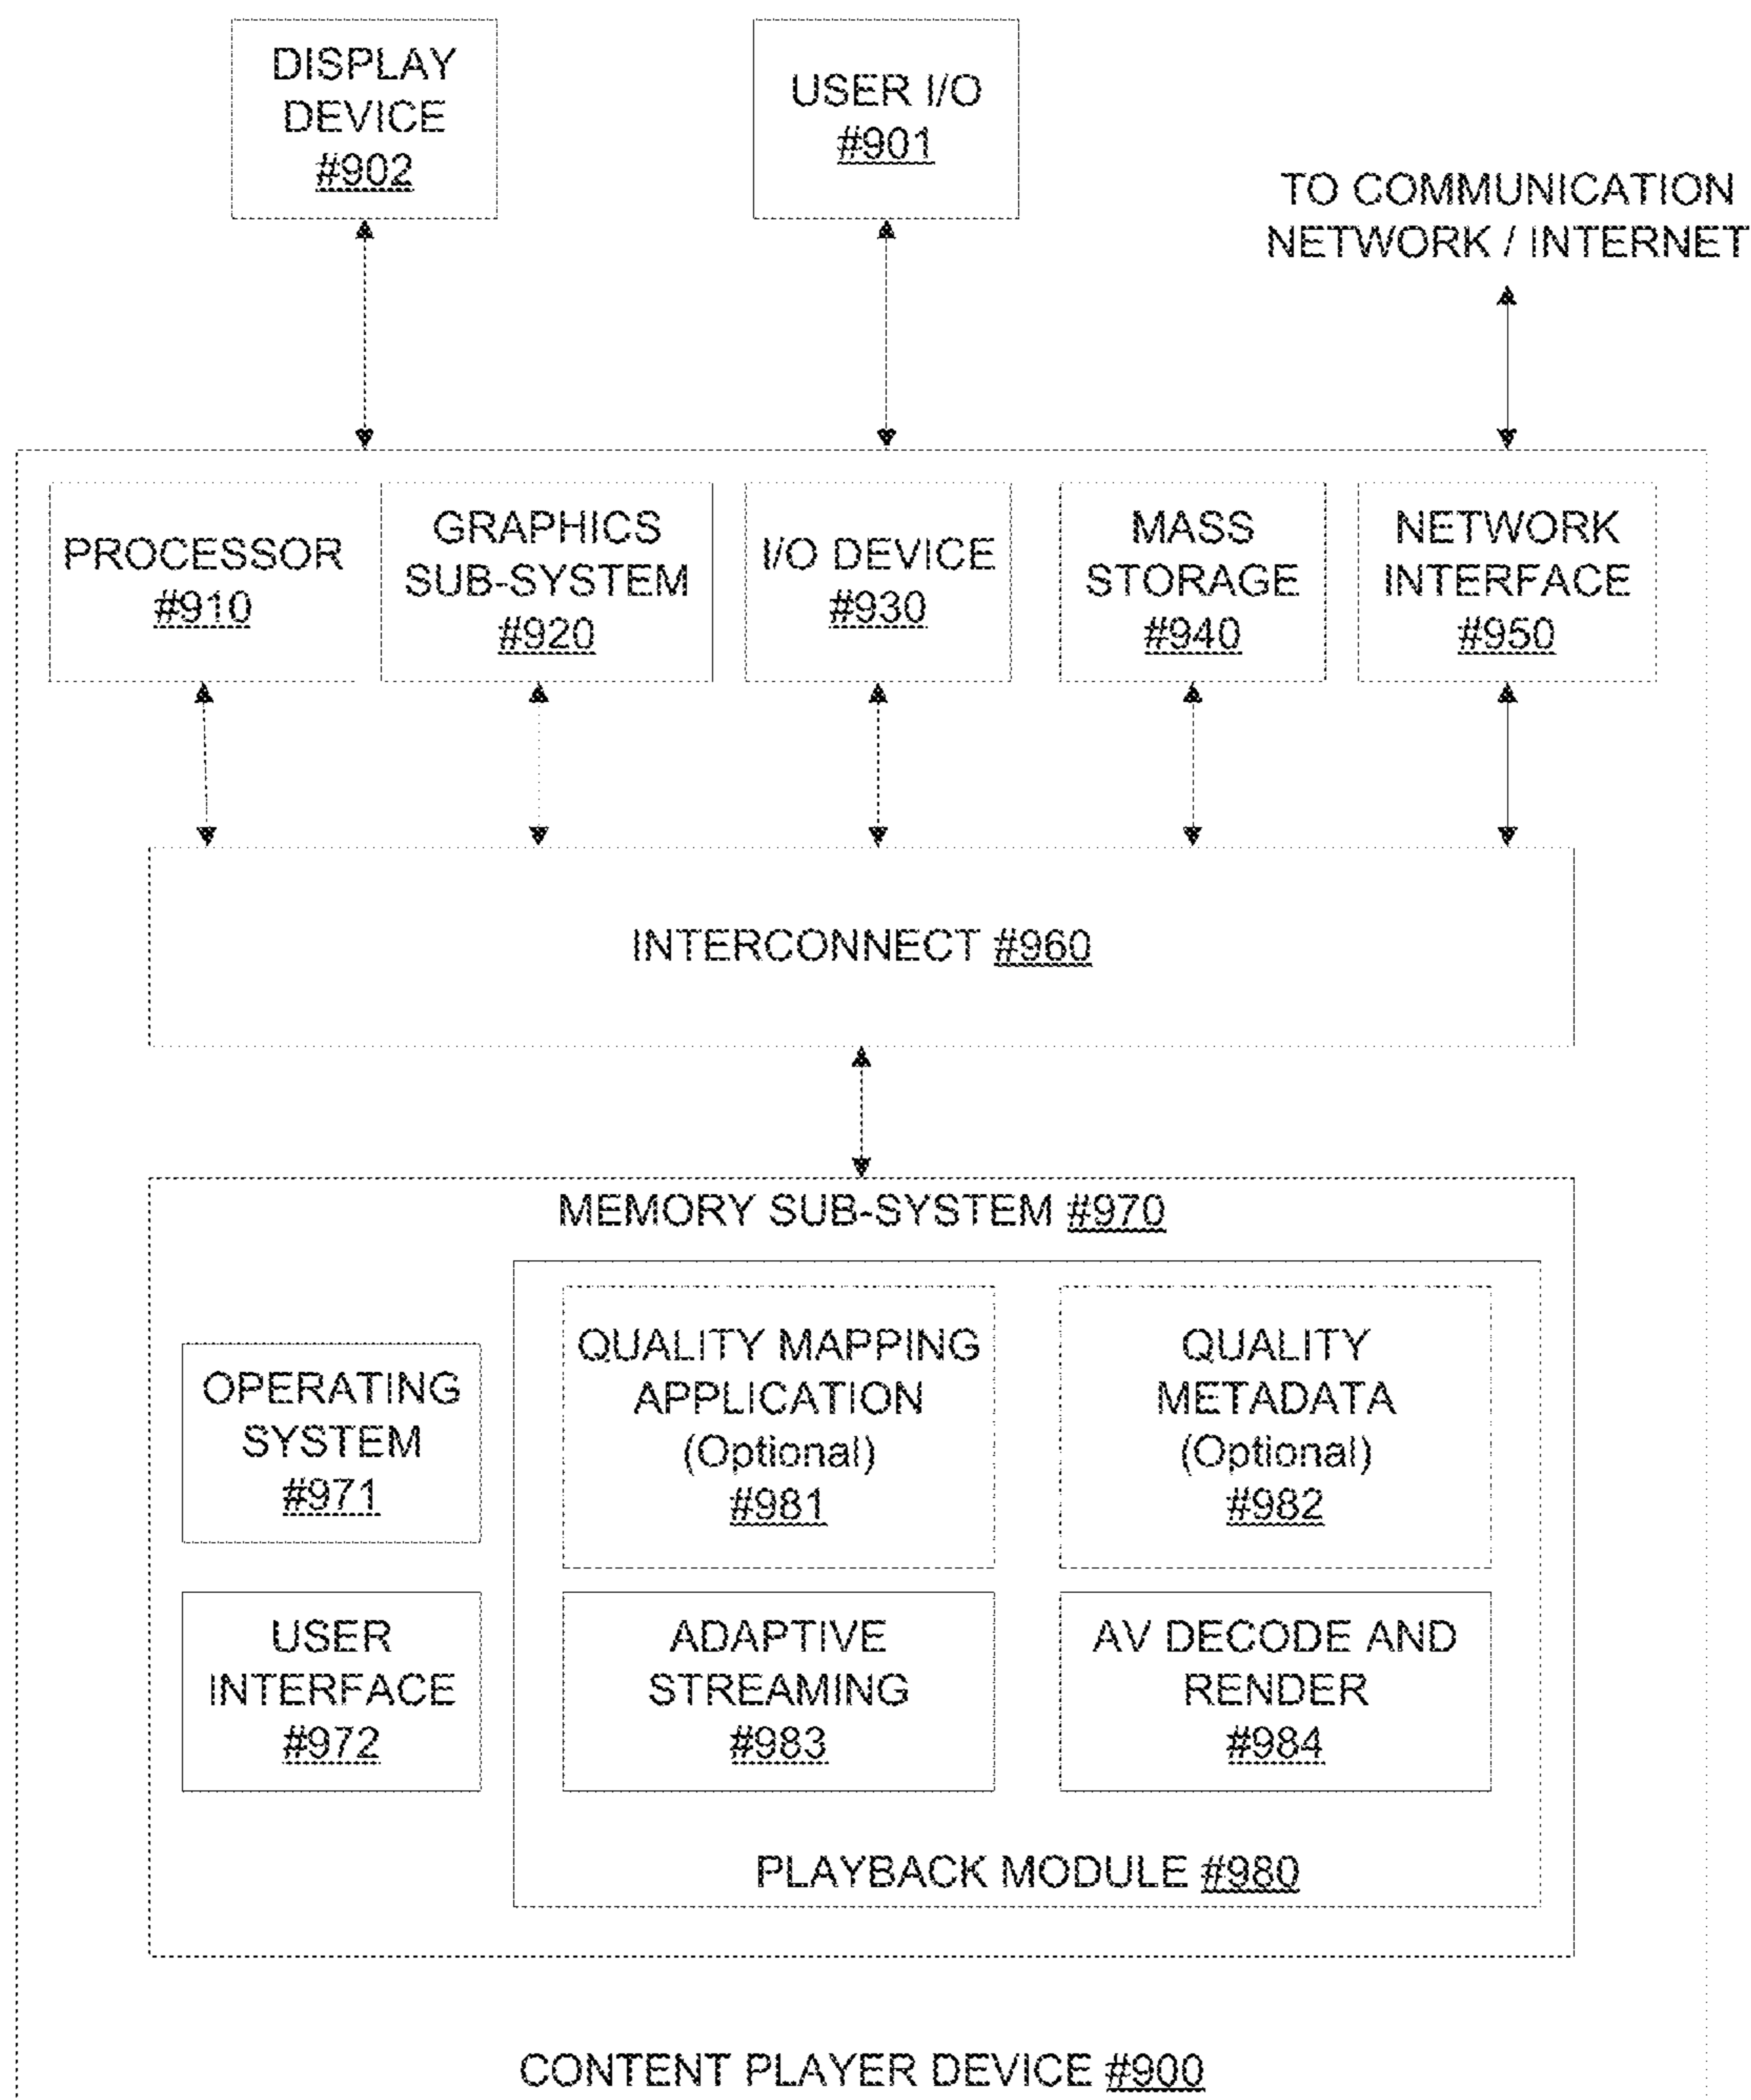 DISPLAY
DEVICE
#902
USER I/O
#901
TO COMMUNICATION
NETWORK / INTERNET
PROCESSOR
#910
GRAPHICS
SUB-SYSTEM
#920
I/O DEVICE
#930
MASS
STORAGE
#940
NETWORK
INTERFACE
#950
INTERCONNECT #960
MEMORY SUB-SYSTEM #970
OPERATING
SYSTEM
#971
USER
INTERFACE
#972
QUALITY MAPPING
APPLICATION
(Optional)
#981
QUALITY
METADATA
(Optional)
#982
ADAPTIVE
STREAMING
#983
AV DECODE AND
RENDER
#984
PLAYBACK MODULE #980
CONTENT PLAYER DEVICE #900